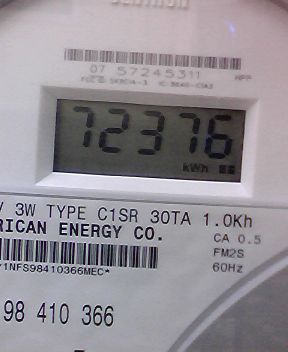 07 57245311
72376
kWh
V 3W TYPE C1SR 30TA 1.0Kh
RICAN ENERGY CO.
CA 0.5
FM2S
60Hz
1NFS98410366MEC*
98 410 366